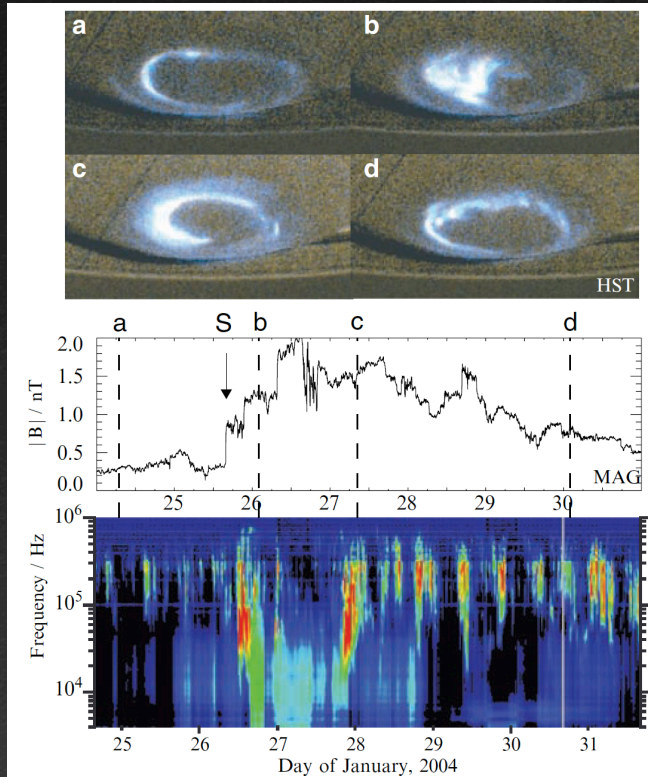 a b
c d
HST
a S b c d
2.0
1.5
1.0
0.5
0.0
|B| / nT
MAG
25 26 27 28 29 30
10⁶
10⁵
10⁴
Frequency / Hz
25 26 27 28 29 30 31
Day of January, 2004